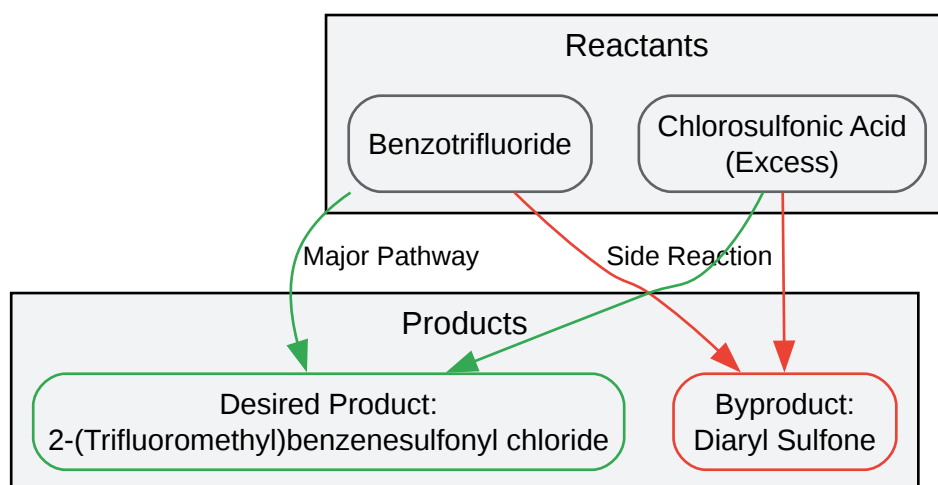 Reactants
Benzotrifluoride
Chlorosulfonic Acid
(Excess)
Major Pathway
Side Reaction
Products
Desired Product:
2-(Trifluoromethyl)benzenesulfonyl chloride
Byproduct:
Diaryl Sulfone